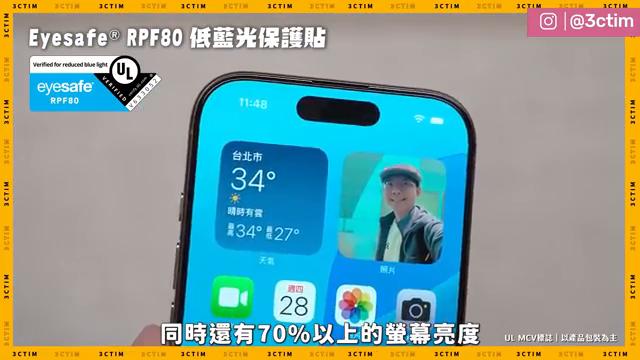 Eyesafe® RPF80 低藍光保護貼
@3ctim
Verified for reduced blue light
UL
VERIFIED
eyesafe®
RPF80
11:48
台北市
34°
晴時有雲
最高34° 最低27°
天氣
照片
週四
28
同時還有70%以上的螢幕亮度
UL MCV標誌｜以產品包裝為主
3CTIM